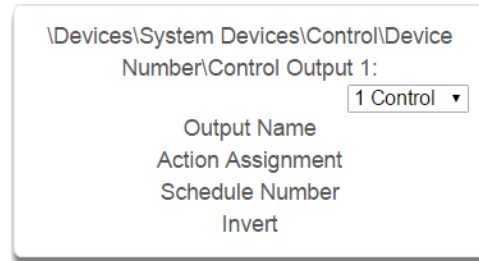 \Devices\System Devices\Control\Device
Number\Control Output 1:
1 Control
Output Name
Action Assignment
Schedule Number
Invert